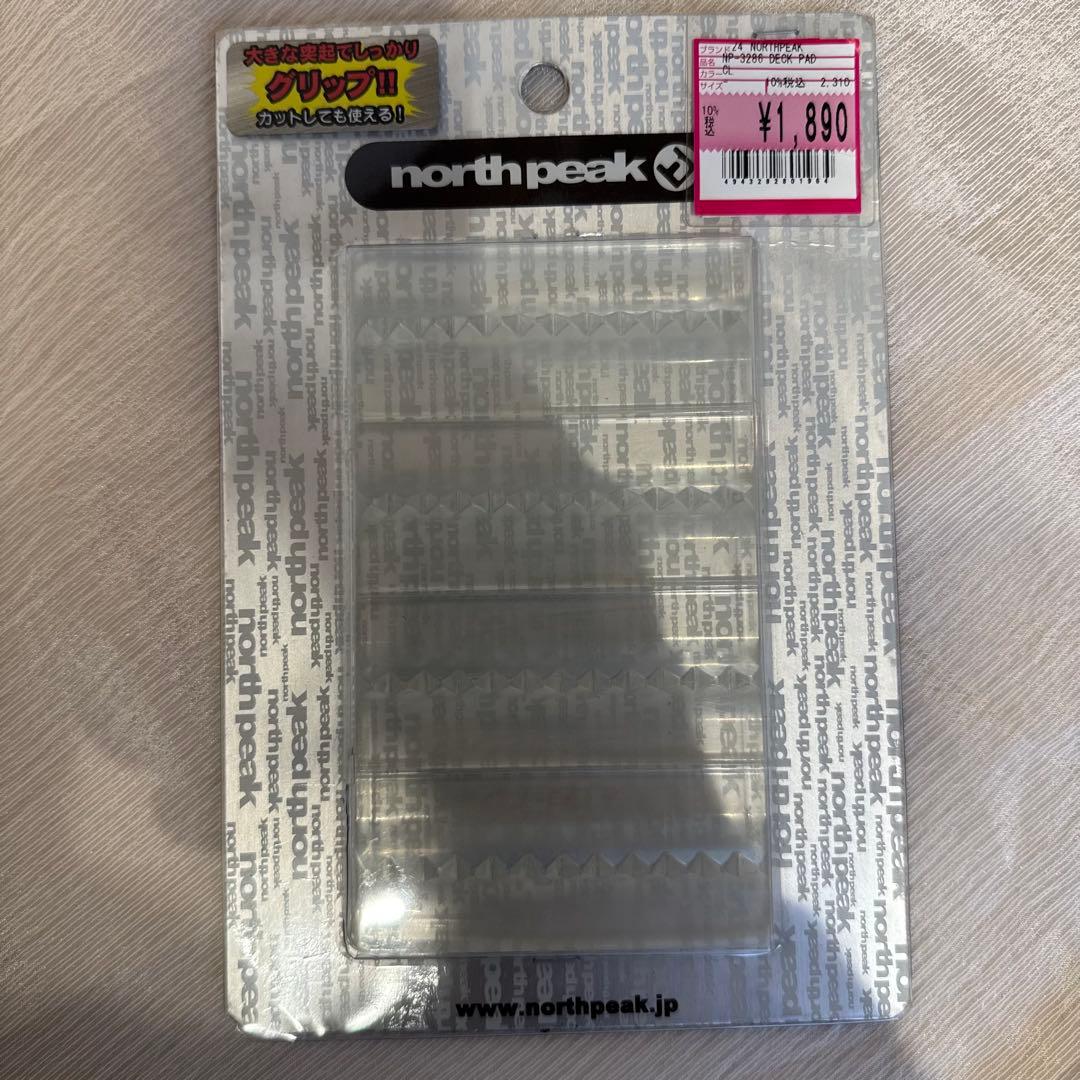 大きな突起でしっかり
グリップ!!
カットしても使える!
north peak
ブランド 24 NORTHPEAK
品名 NP-3286 DECK PAD
カラー CL
サイズ -
10%税込 2,310
10%税込 ¥1,890
4943282801964
www.northpeak.jp